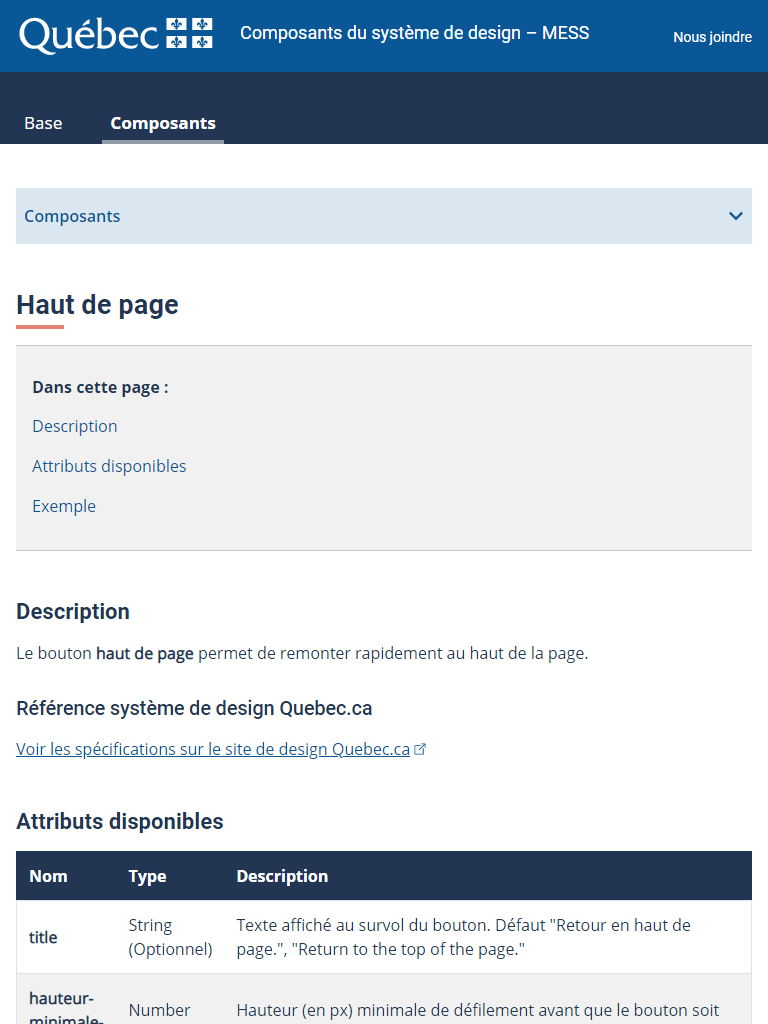 Québec
Composants du système de design – MESS
Nous joindre
Base
Composants
Composants
Haut de page
Dans cette page :
Description
Attributs disponibles
Exemple
Description
Le bouton haut de page permet de remonter rapidement au haut de la page.
Référence système de design Quebec.ca
Voir les spécifications sur le site de design Quebec.ca
Attributs disponibles
Nom Type Description
title
String
(Optionnel)
Texte affiché au survol du bouton. Défaut "Retour en haut de
page.", "Return to the top of the page."
hauteur-
minimale-
Number
Hauteur (en px) minimale de défilement avant que le bouton soit